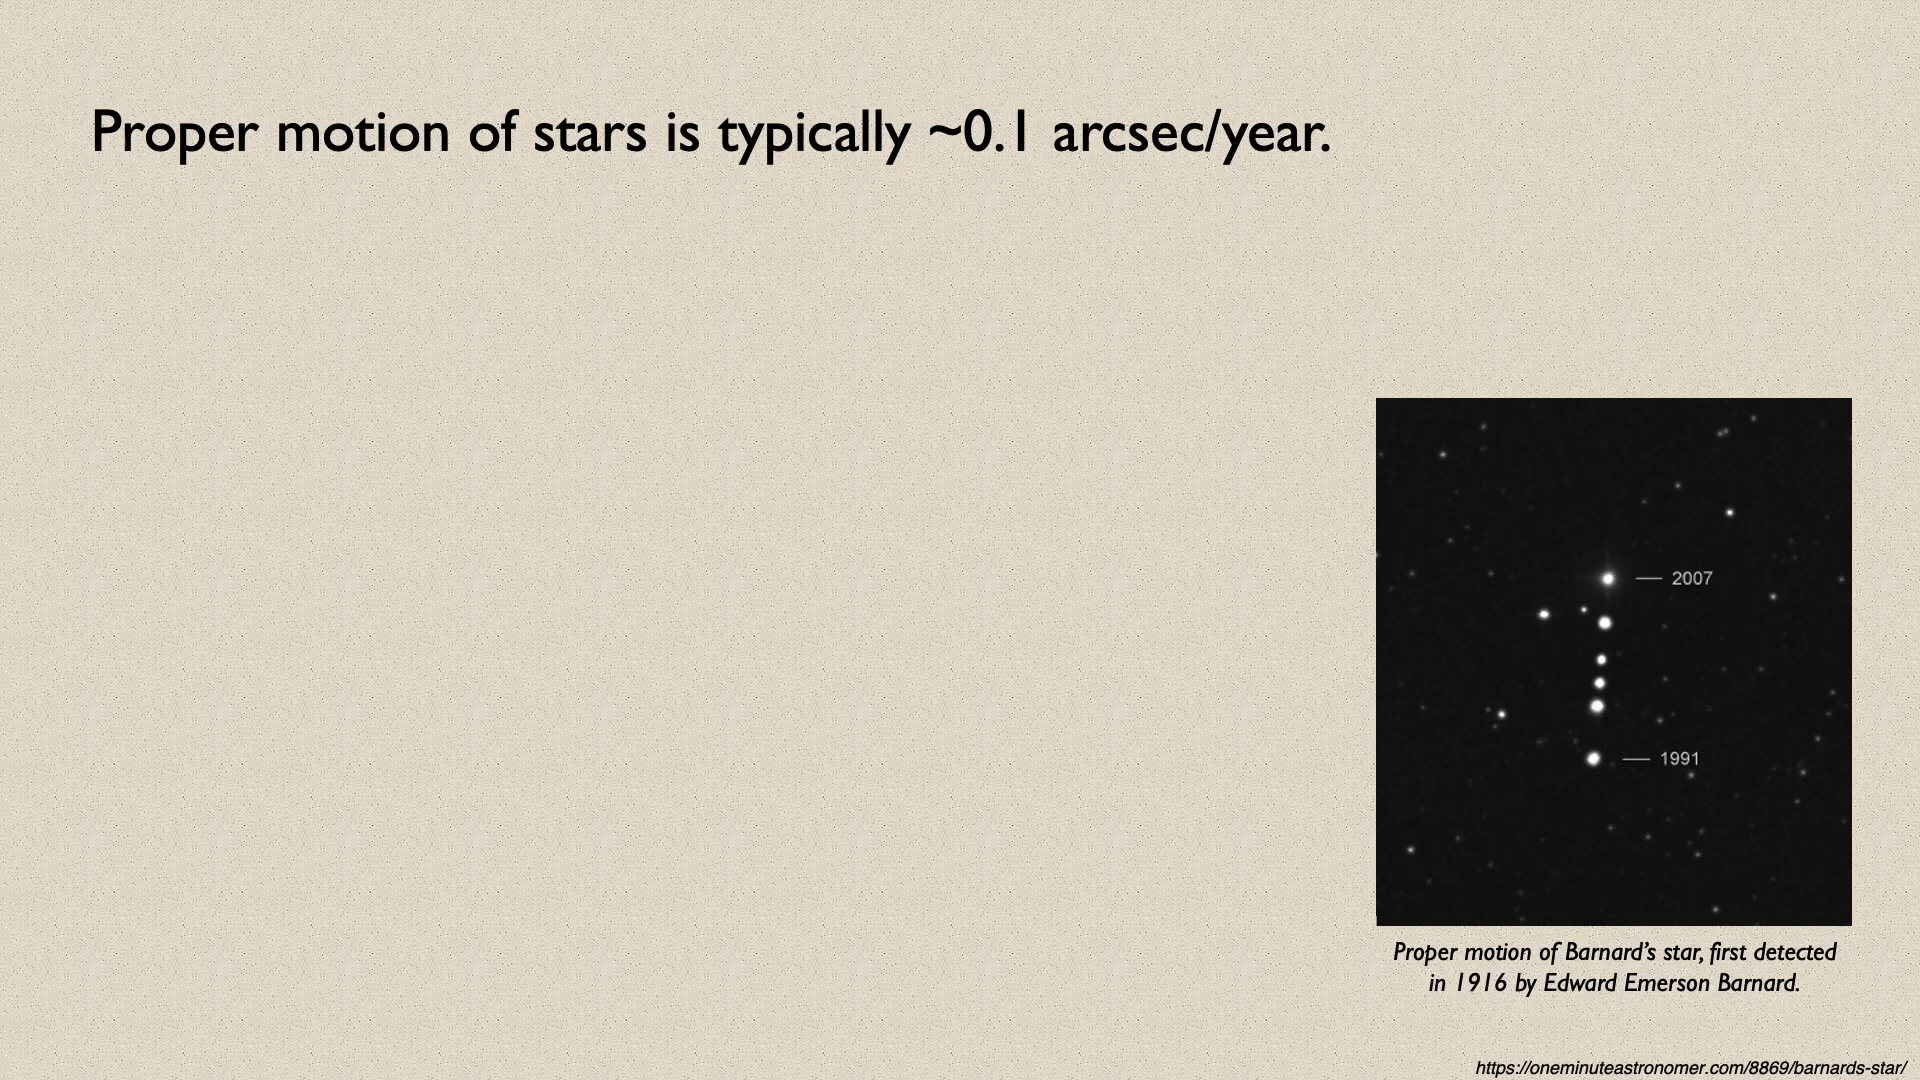 Proper motion of stars is typically ~0.1 arcsec/year.
2007
1991
Proper motion of Barnard’s star, first detected
in 1916 by Edward Emerson Barnard.
https://oneminuteastronomer.com/8869/barnards-star/